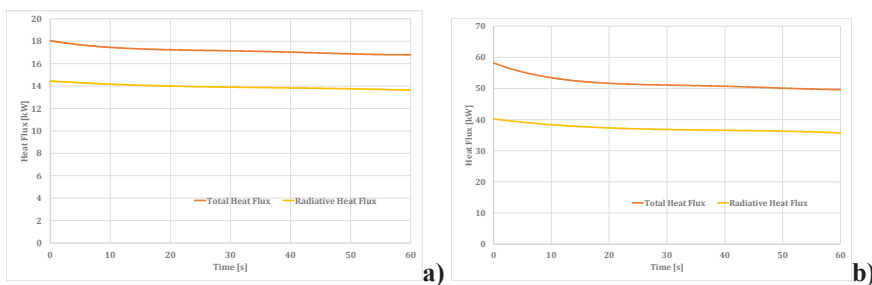 20
18
16
14
12
10
8
6
4
2
0
Heat Flux [kW]
Total Heat Flux
Radiative Heat Flux
0 10 20 30 40 50 60
Time [s]
a)
70
60
50
40
30
20
10
0
Heat Flux [kW]
Total Heat Flux
Radiative Heat Flux
0 10 20 30 40 50 60
Time [s]
b)